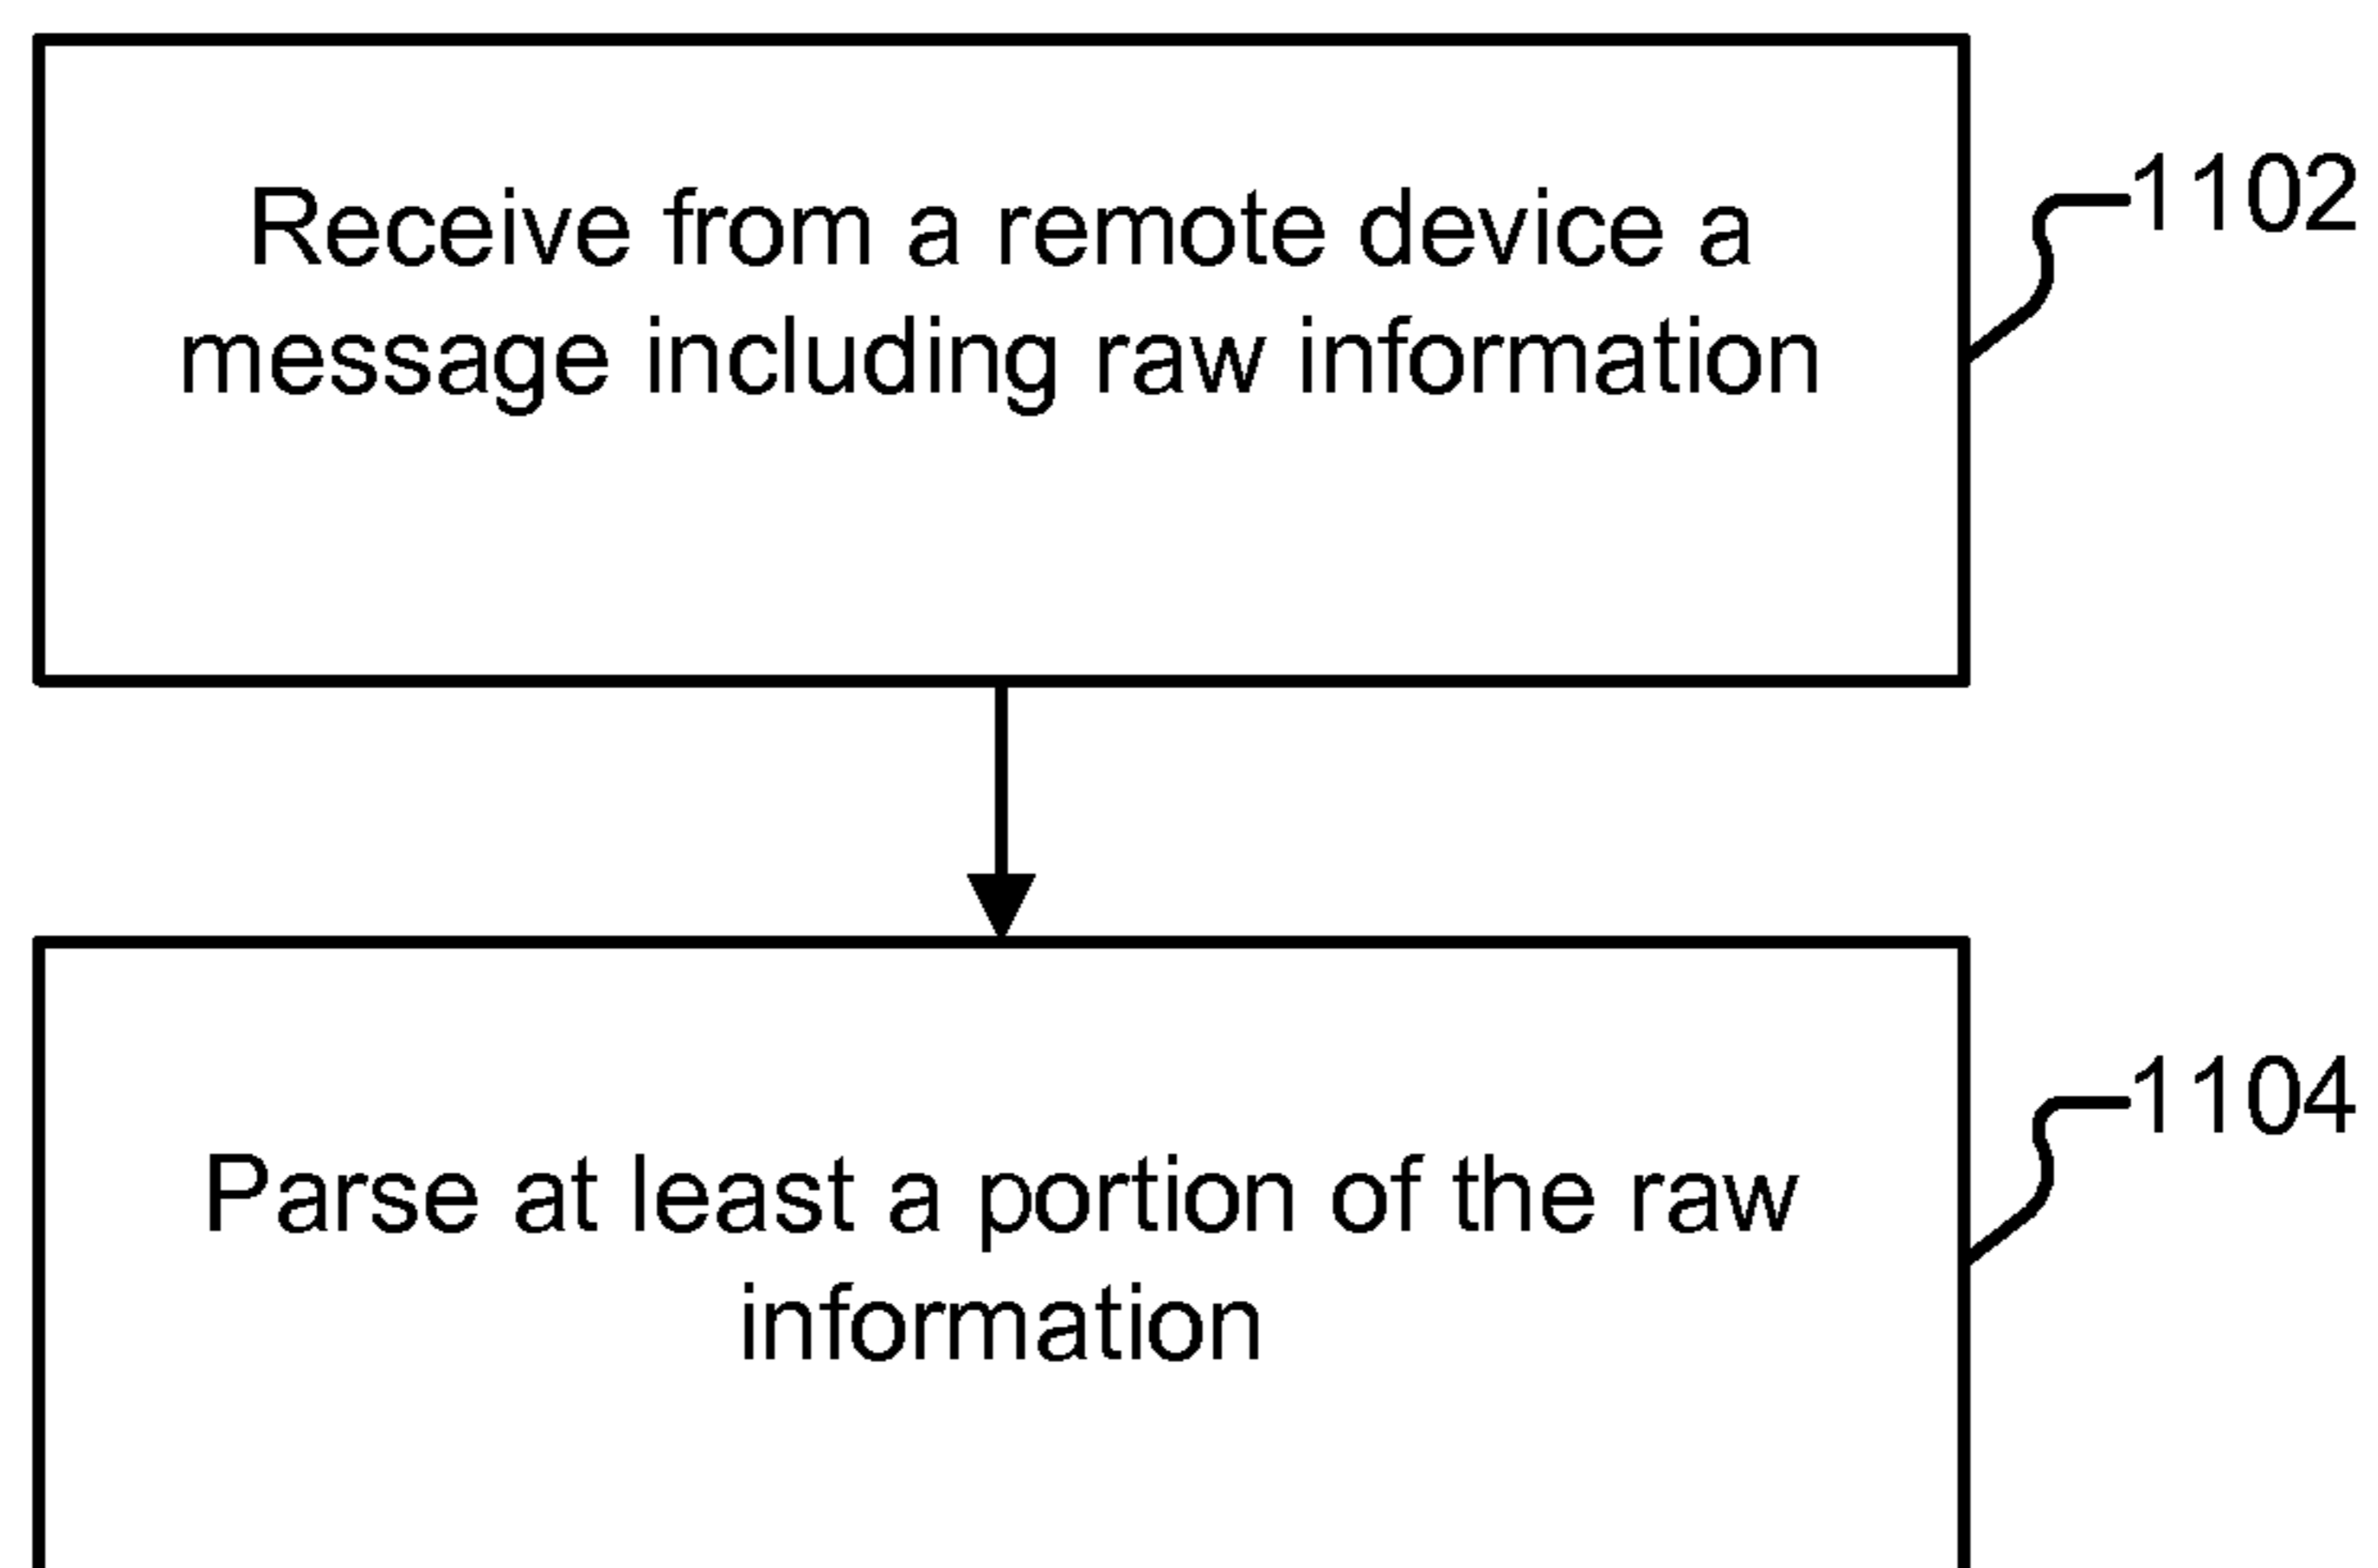 Receive from a remote device a
message including raw information
1102
Parse at least a portion of the raw
information
1104